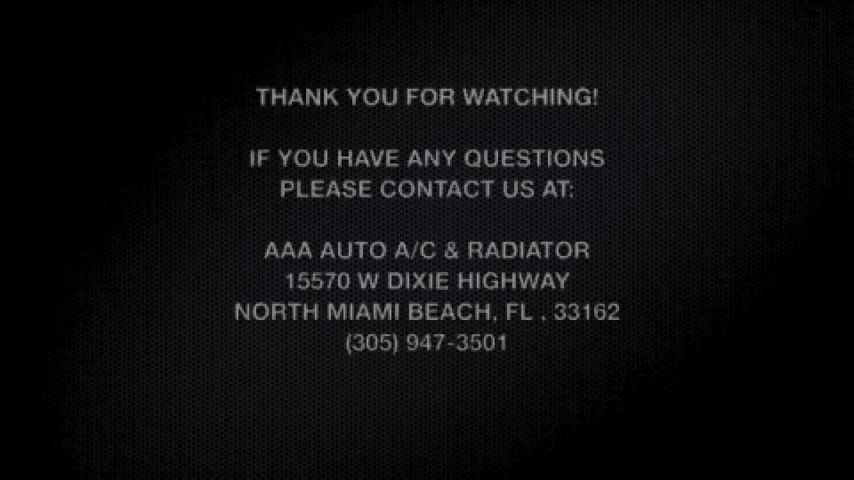 THANK YOU FOR WATCHING!
IF YOU HAVE ANY QUESTIONS
PLEASE CONTACT US AT:
AAA AUTO A/C & RADIATOR
15570 W DIXIE HIGHWAY
NORTH MIAMI BEACH, FL . 33162
(305) 947-3501